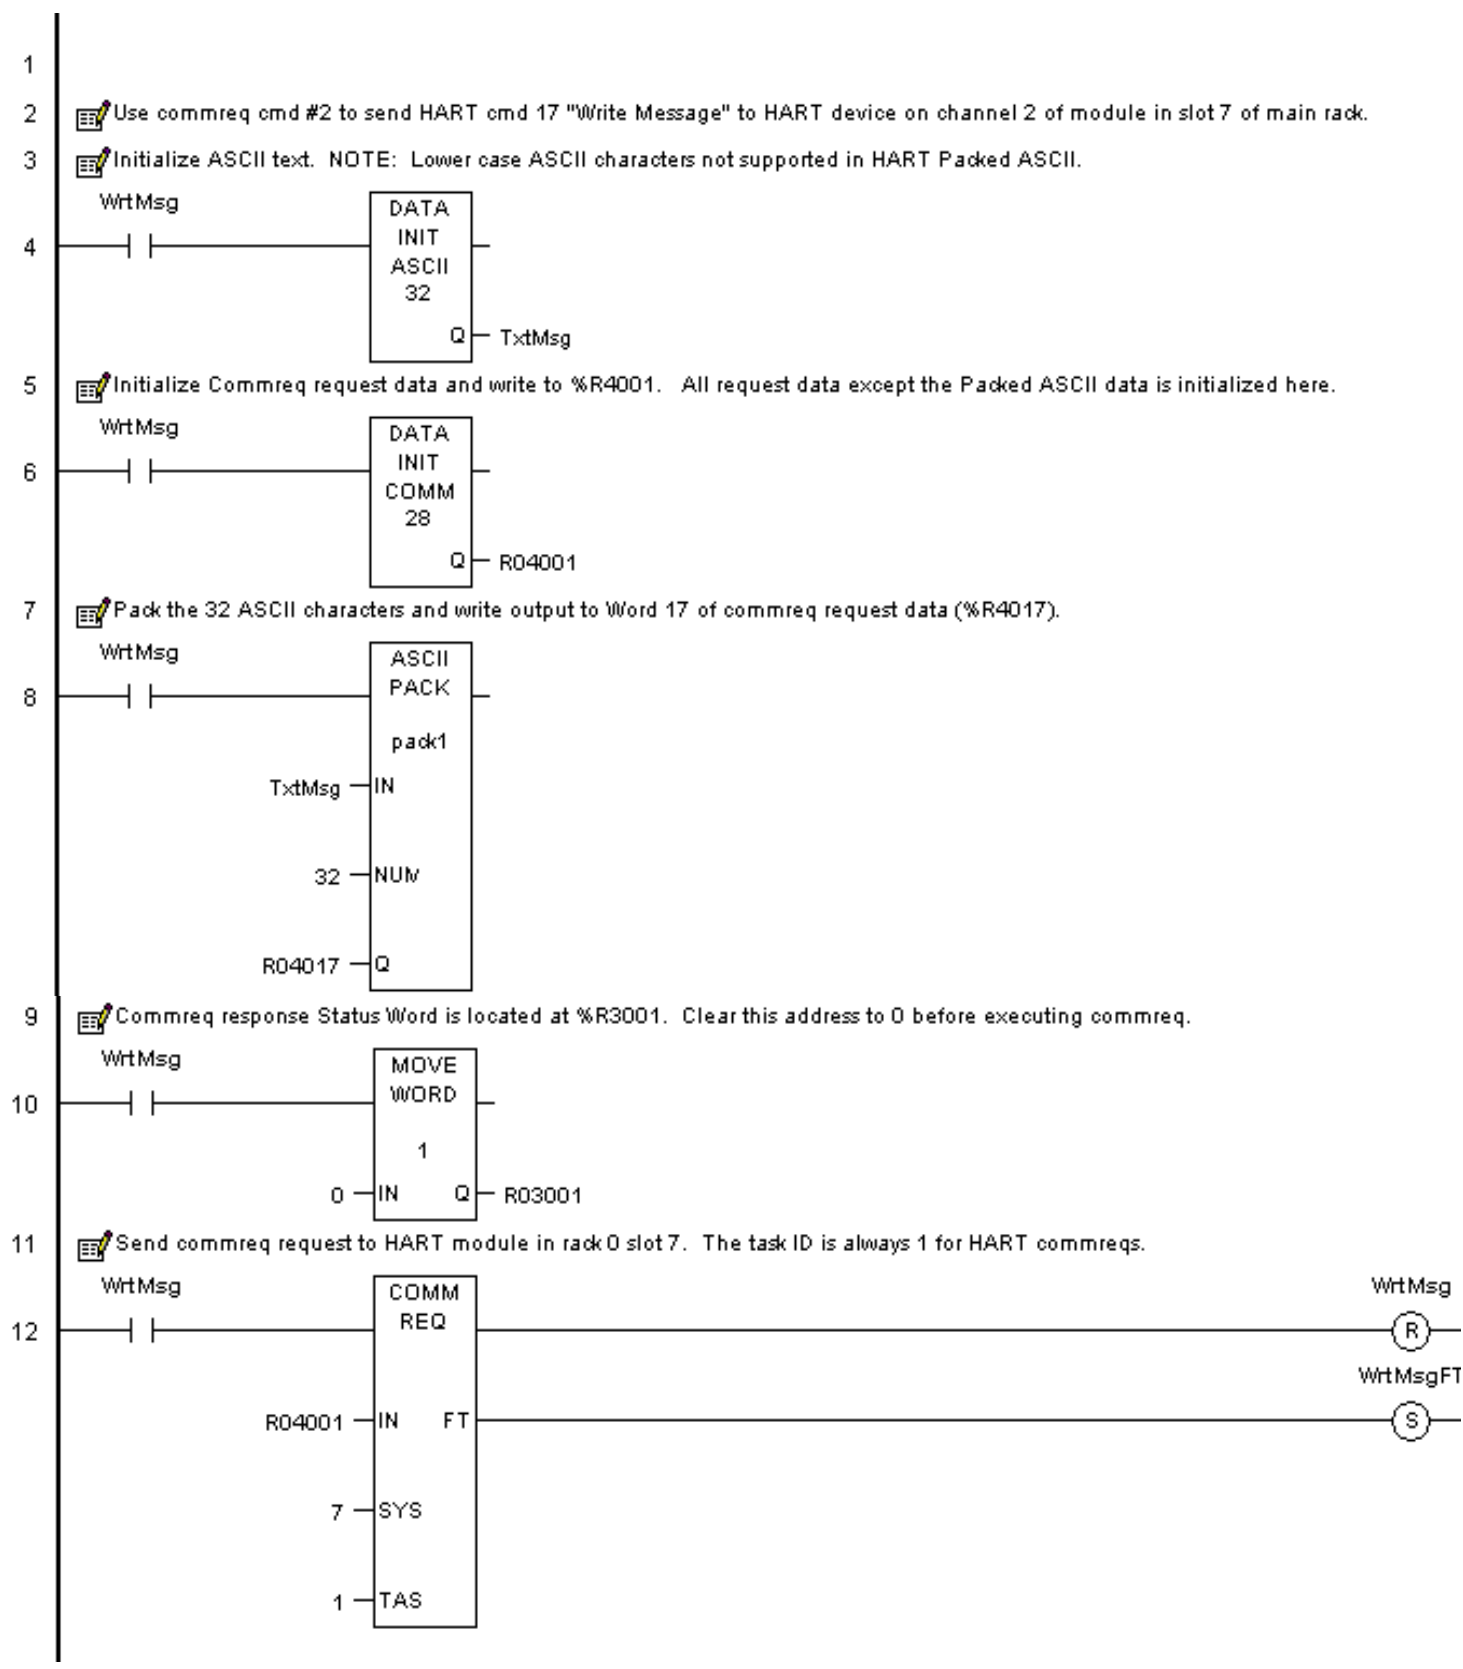 1
2 Use commreq cmd #2 to send HART cmd 17 "Write Message" to HART device on channel 2 of module in slot 7 of main rack.
3 Initialize ASCII text. NOTE: Lower case ASCII characters not supported in HART Packed ASCII.
WrtMsg
DATA
INIT
4
ASCII
32
Q TxtMsg
5 Initialize Commreq request data and write to %R4001. All request data except the Packed ASCII data is initialized here.
WrtMsg
DATA
INIT
6
COMM
28
Q R04001
7 Pack the 32 ASCII characters and write output to Word 17 of commreq request data (%R4017).
WrtMsg
ASCII
PACK
8
pack1
TxtMsg IN
32 NUM
R04017 Q
9 Commreq response Status Word is located at %R3001. Clear this address to 0 before executing commreq.
WrtMsg
MOVE
WORD
10
1
0 IN Q R03001
11 Send commreq request to HART module in rack 0 slot 7. The task ID is always 1 for HART commreqs.
WrtMsg WrtMsg
COMM
REQ
12 R
WrtMsgFT
R04001 IN FT S
7 SYS
1 TAS